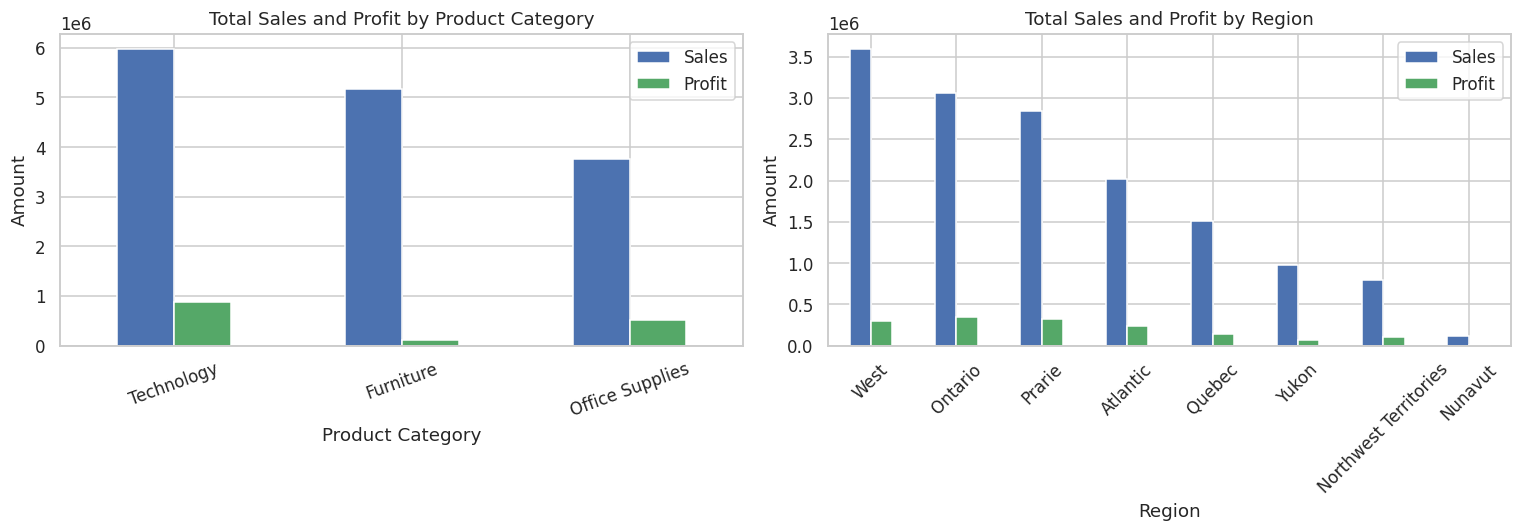 Total Sales and Profit by Product Category
1e6
6
5
4
3
2
1
0
Amount
Sales
Profit
Technology
Furniture
Office Supplies
Product Category
Total Sales and Profit by Region
1e6
3.5
3.0
2.5
2.0
1.5
1.0
0.5
0.0
Amount
Sales
Profit
West
Ontario
Prarie
Atlantic
Quebec
Yukon
Northwest Territories
Nunavut
Region